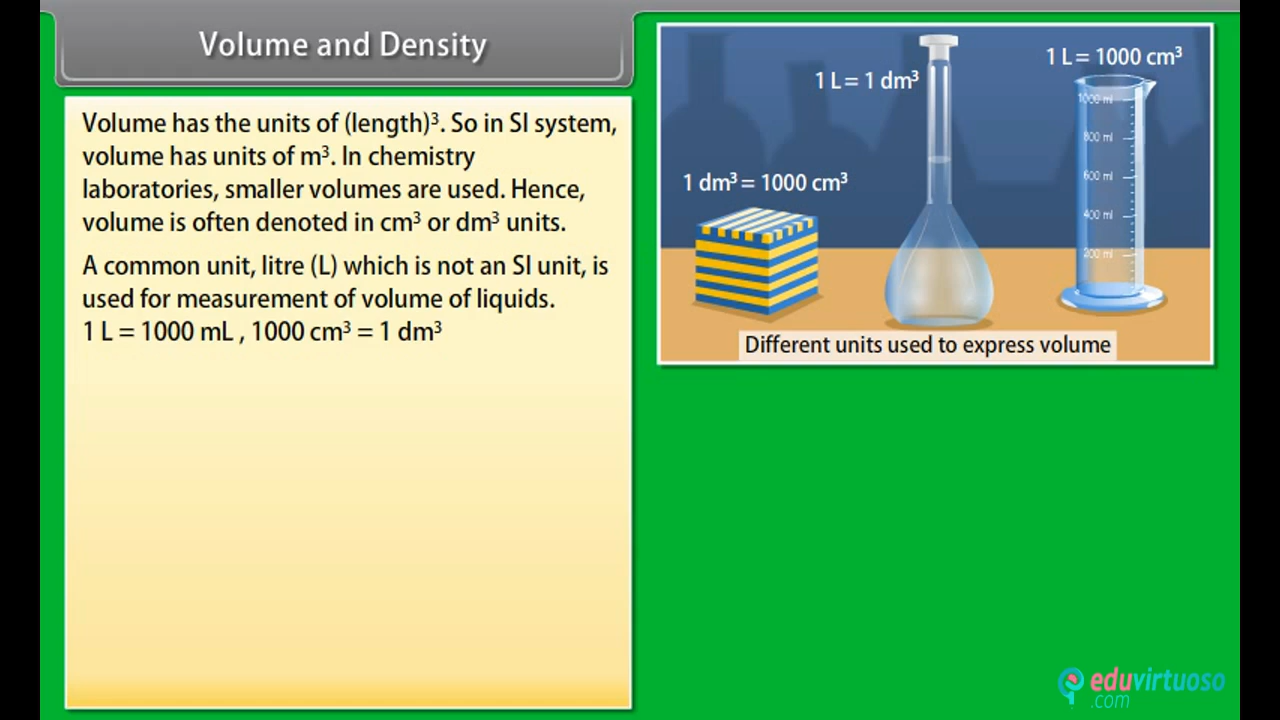 Volume and Density
Volume has the units of (length)³. So in SI system,
volume has units of m³. In chemistry
laboratories, smaller volumes are used. Hence,
volume is often denoted in cm³ or dm³ units.
A common unit, litre (L) which is not an SI unit, is
used for measurement of volume of liquids.
1 L = 1000 mL , 1000 cm³ = 1 dm³
1 dm³ = 1000 cm³
1 L = 1 dm³
1 L = 1000 cm³
1000 ml
800 ml
600 ml
400 ml
200 ml
Different units used to express volume
eduvirtuoso
.com